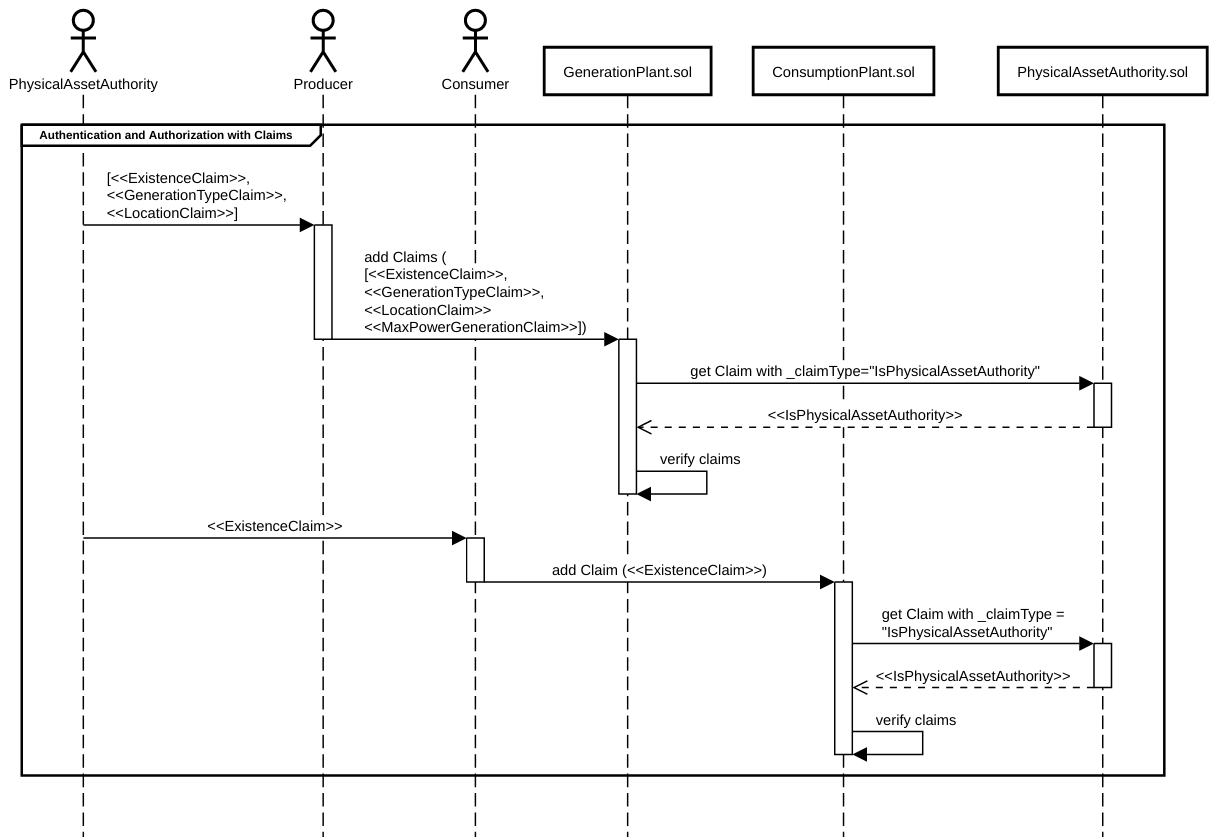 PhysicalAssetAuthority
Producer
Consumer
GenerationPlant.sol
ConsumptionPlant.sol
PhysicalAssetAuthority.sol
Authentication and Authorization with Claims
[<<ExistenceClaim>>,
<<GenerationTypeClaim>>,
<<LocationClaim>>]
add Claims (
[<<ExistenceClaim>>,
<<GenerationTypeClaim>>,
<<LocationClaim>>
<<MaxPowerGenerationClaim>>])
get Claim with _claimType="IsPhysicalAssetAuthority"
<<IsPhysicalAssetAuthority>>
verify claims
<<ExistenceClaim>>
add Claim (<<ExistenceClaim>>)
get Claim with _claimType =
"IsPhysicalAssetAuthority"
<<IsPhysicalAssetAuthority>>
verify claims